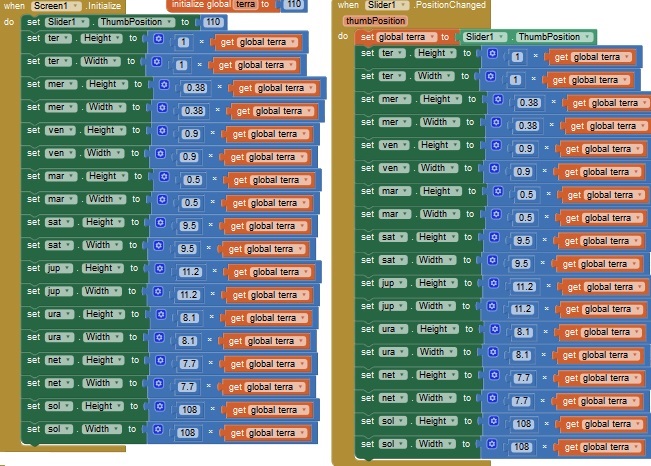 when Screen1 .Initialize
do set Slider1 . ThumbPosition to 110
set ter . Height to 1 × get global terra
set ter . Width to 1 × get global terra
set mer . Height to 0.38 × get global terra
set mer . Width to 0.38 × get global terra
set ven . Height to 0.9 × get global terra
set ven . Width to 0.9 × get global terra
set mar . Height to 0.5 × get global terra
set mar . Width to 0.5 × get global terra
set sat . Height to 9.5 × get global terra
set sat . Width to 9.5 × get global terra
set jup . Height to 11.2 × get global terra
set jup . Width to 11.2 × get global terra
set ura . Height to 8.1 × get global terra
set ura . Width to 8.1 × get global terra
set net . Height to 7.7 × get global terra
set net . Width to 7.7 × get global terra
set sol . Height to 108 × get global terra
set sol . Width to 108 × get global terra
initialize global terra to 110
when Slider1 .PositionChanged
thumbPosition
do set global terra to Slider1 . ThumbPosition
set ter . Height to 1 × get global terra
set ter . Width to 1 × get global terra
set mer . Height to 0.38 × get global terra
set mer . Width to 0.38 × get global terra
set ven . Height to 0.9 × get global terra
set ven . Width to 0.9 × get global terra
set mar . Height to 0.5 × get global terra
set mar . Width to 0.5 × get global terra
set sat . Height to 9.5 × get global terra
set sat . Width to 9.5 × get global terra
set jup . Height to 11.2 × get global terra
set jup . Width to 11.2 × get global terra
set ura . Height to 8.1 × get global terra
set ura . Width to 8.1 × get global terra
set net . Height to 7.7 × get global terra
set net . Width to 7.7 × get global terra
set sol . Height to 108 × get global terra
set sol . Width to 108 × get global terra